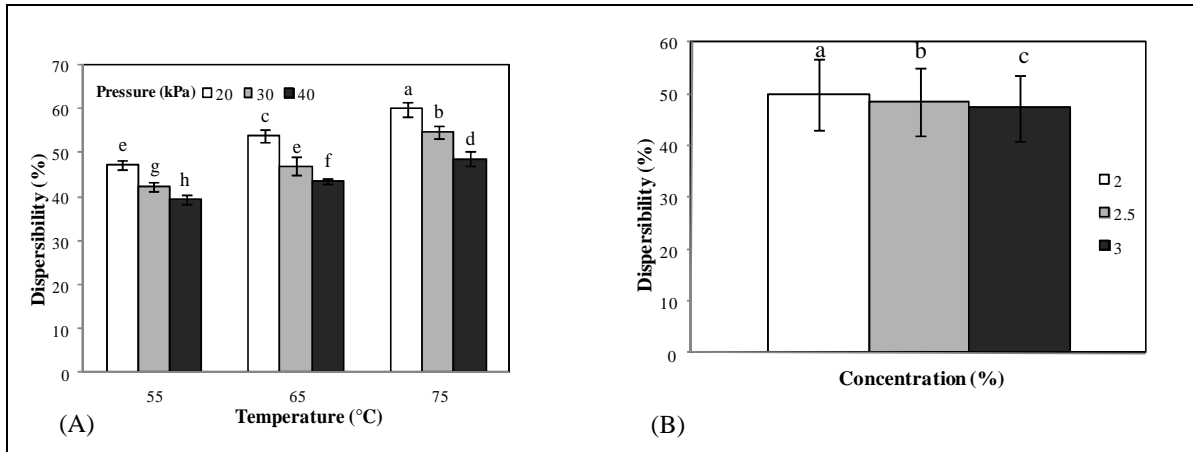 70
60
50
40
30
20
10
0
Dispersibility (%)
Pressure (kPa) 20 30 40
e
g
h
c
e
f
a
b
d
55
65
75
Temperature (°C)
(A)
60
50
40
30
20
10
0
Dispersibility (%)
a
b
c
2
2.5
3
Concentration (%)
(B)